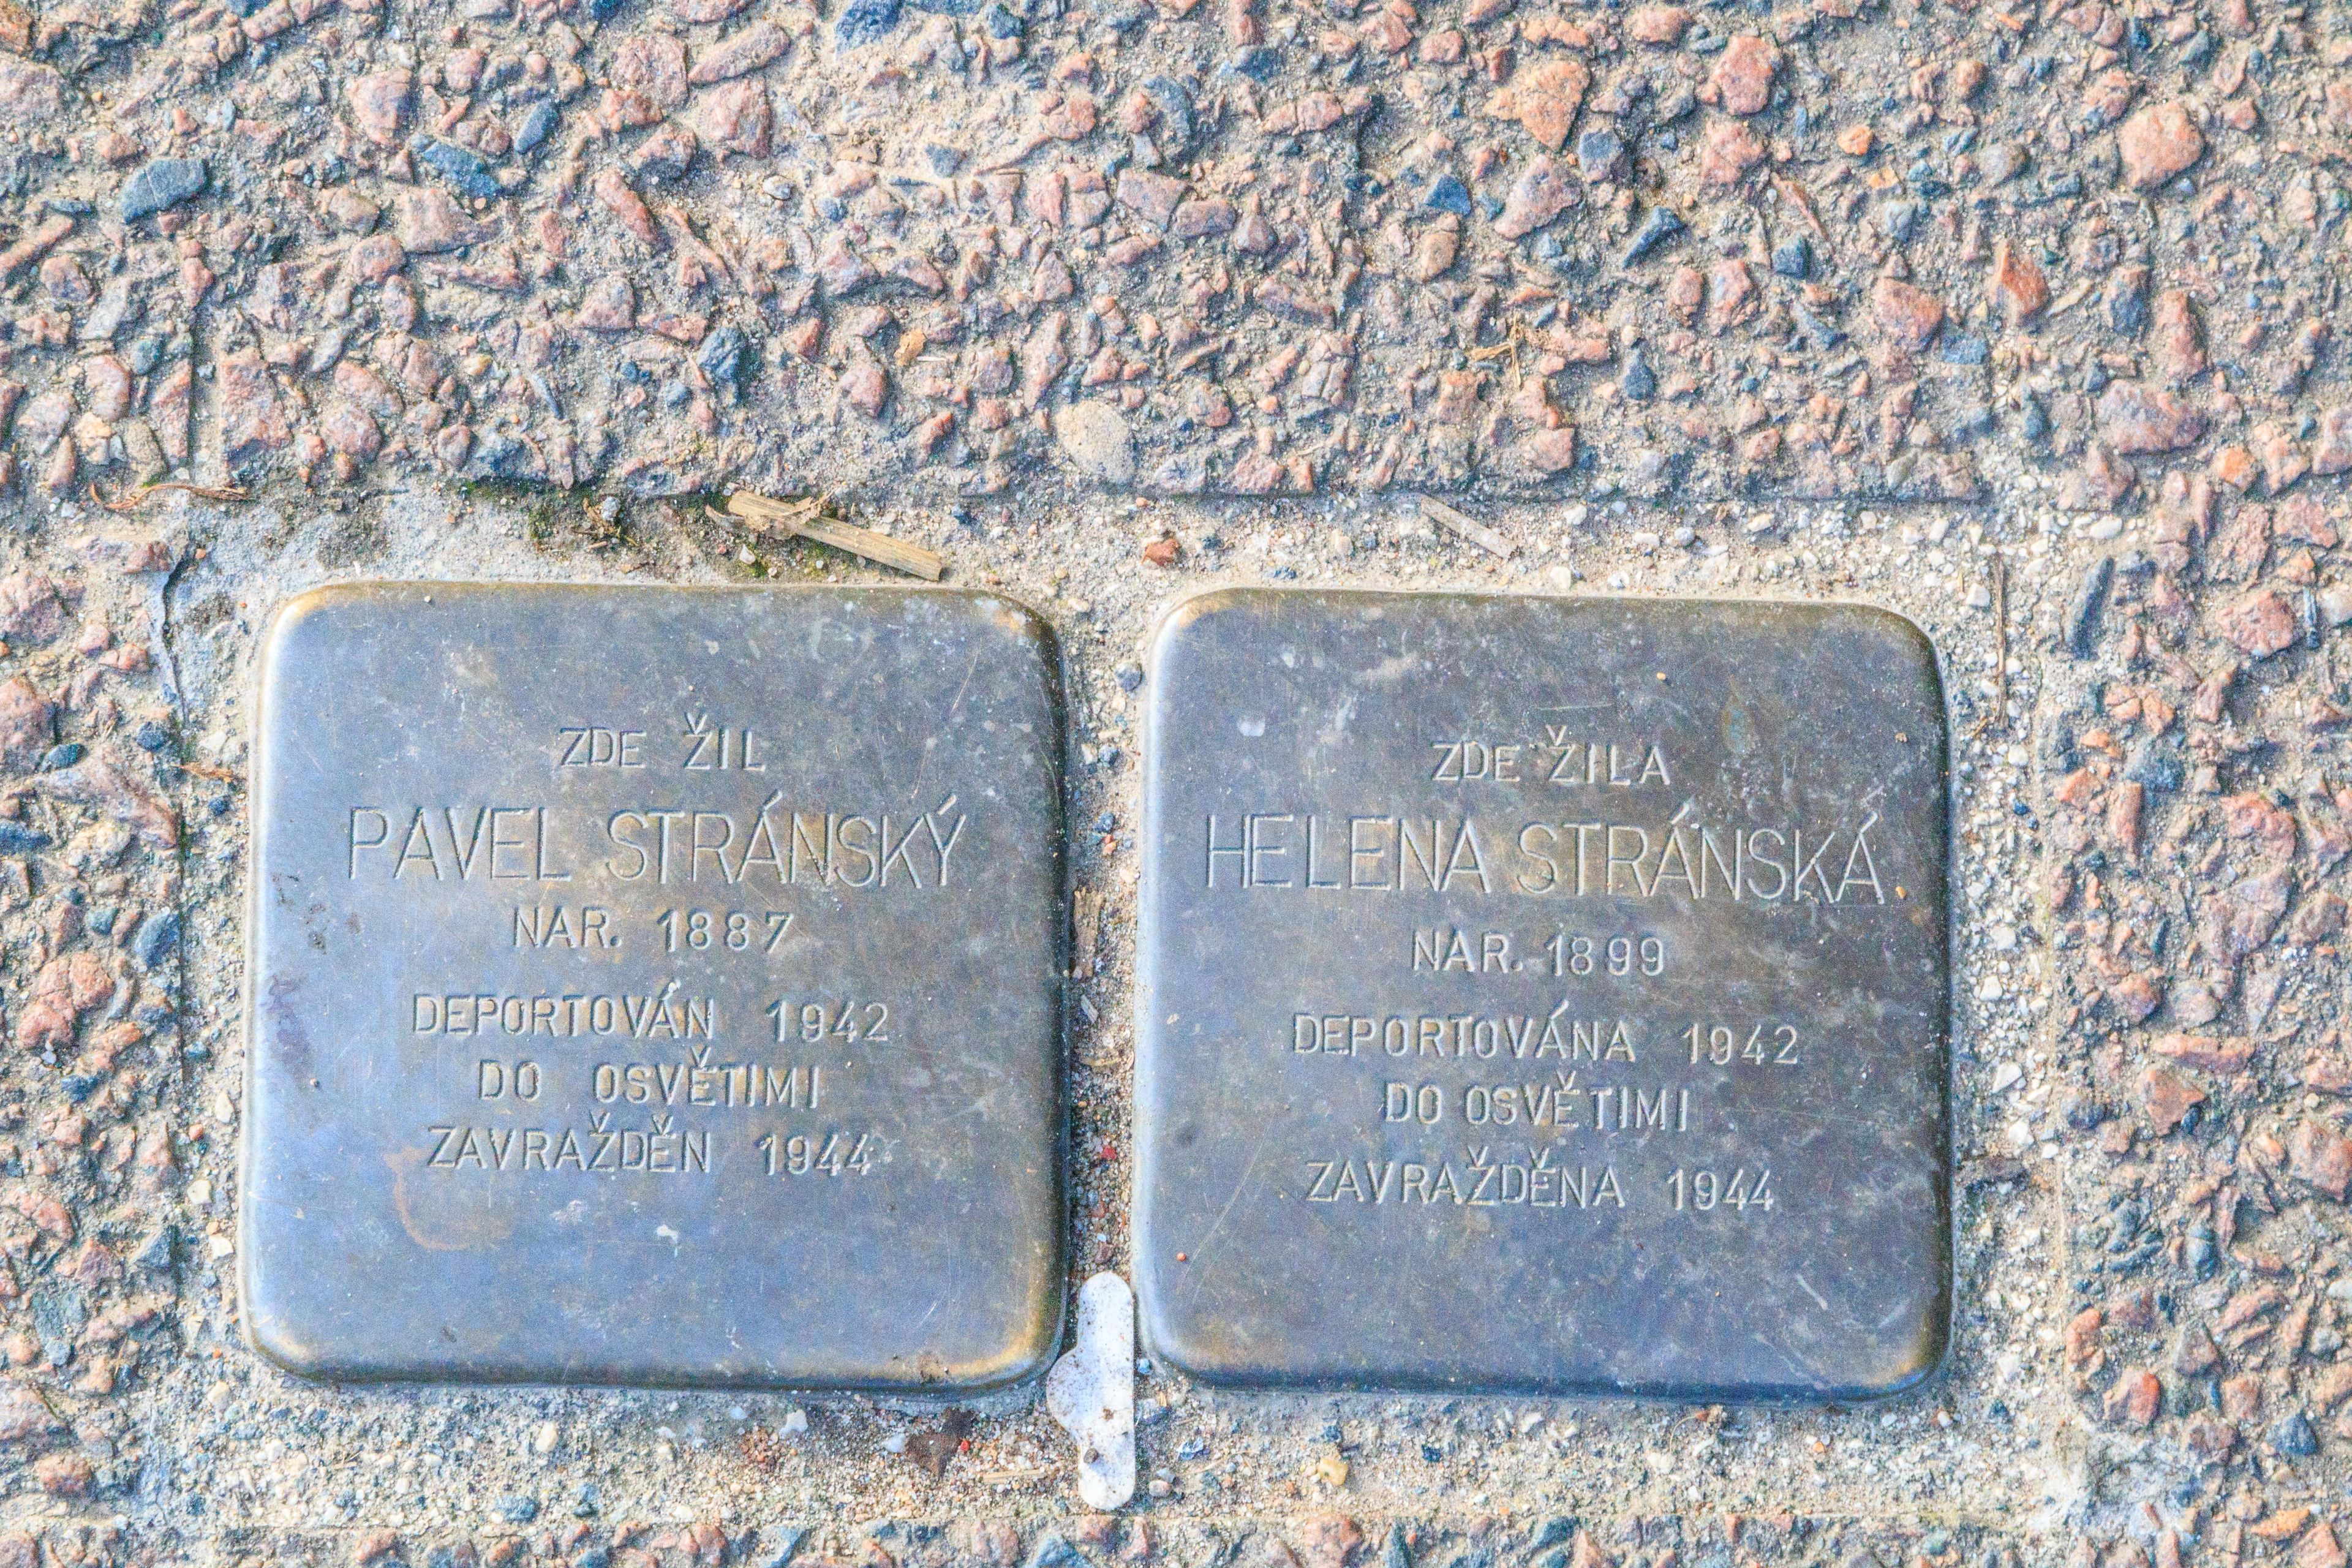 ZDE ŽIL
PAVEL STRÁNSKÝ
NAR. 1887
DEPORTOVÁN 1942
DO OSVĚTIMI
ZAVRAŽDĚN 1944
ZDE ŽILA
HELENA STRÁNSKÁ
NAR. 1899
DEPORTOVÁNA 1942
DO OSVĚTIMI
ZAVRAŽDĚNA 1944